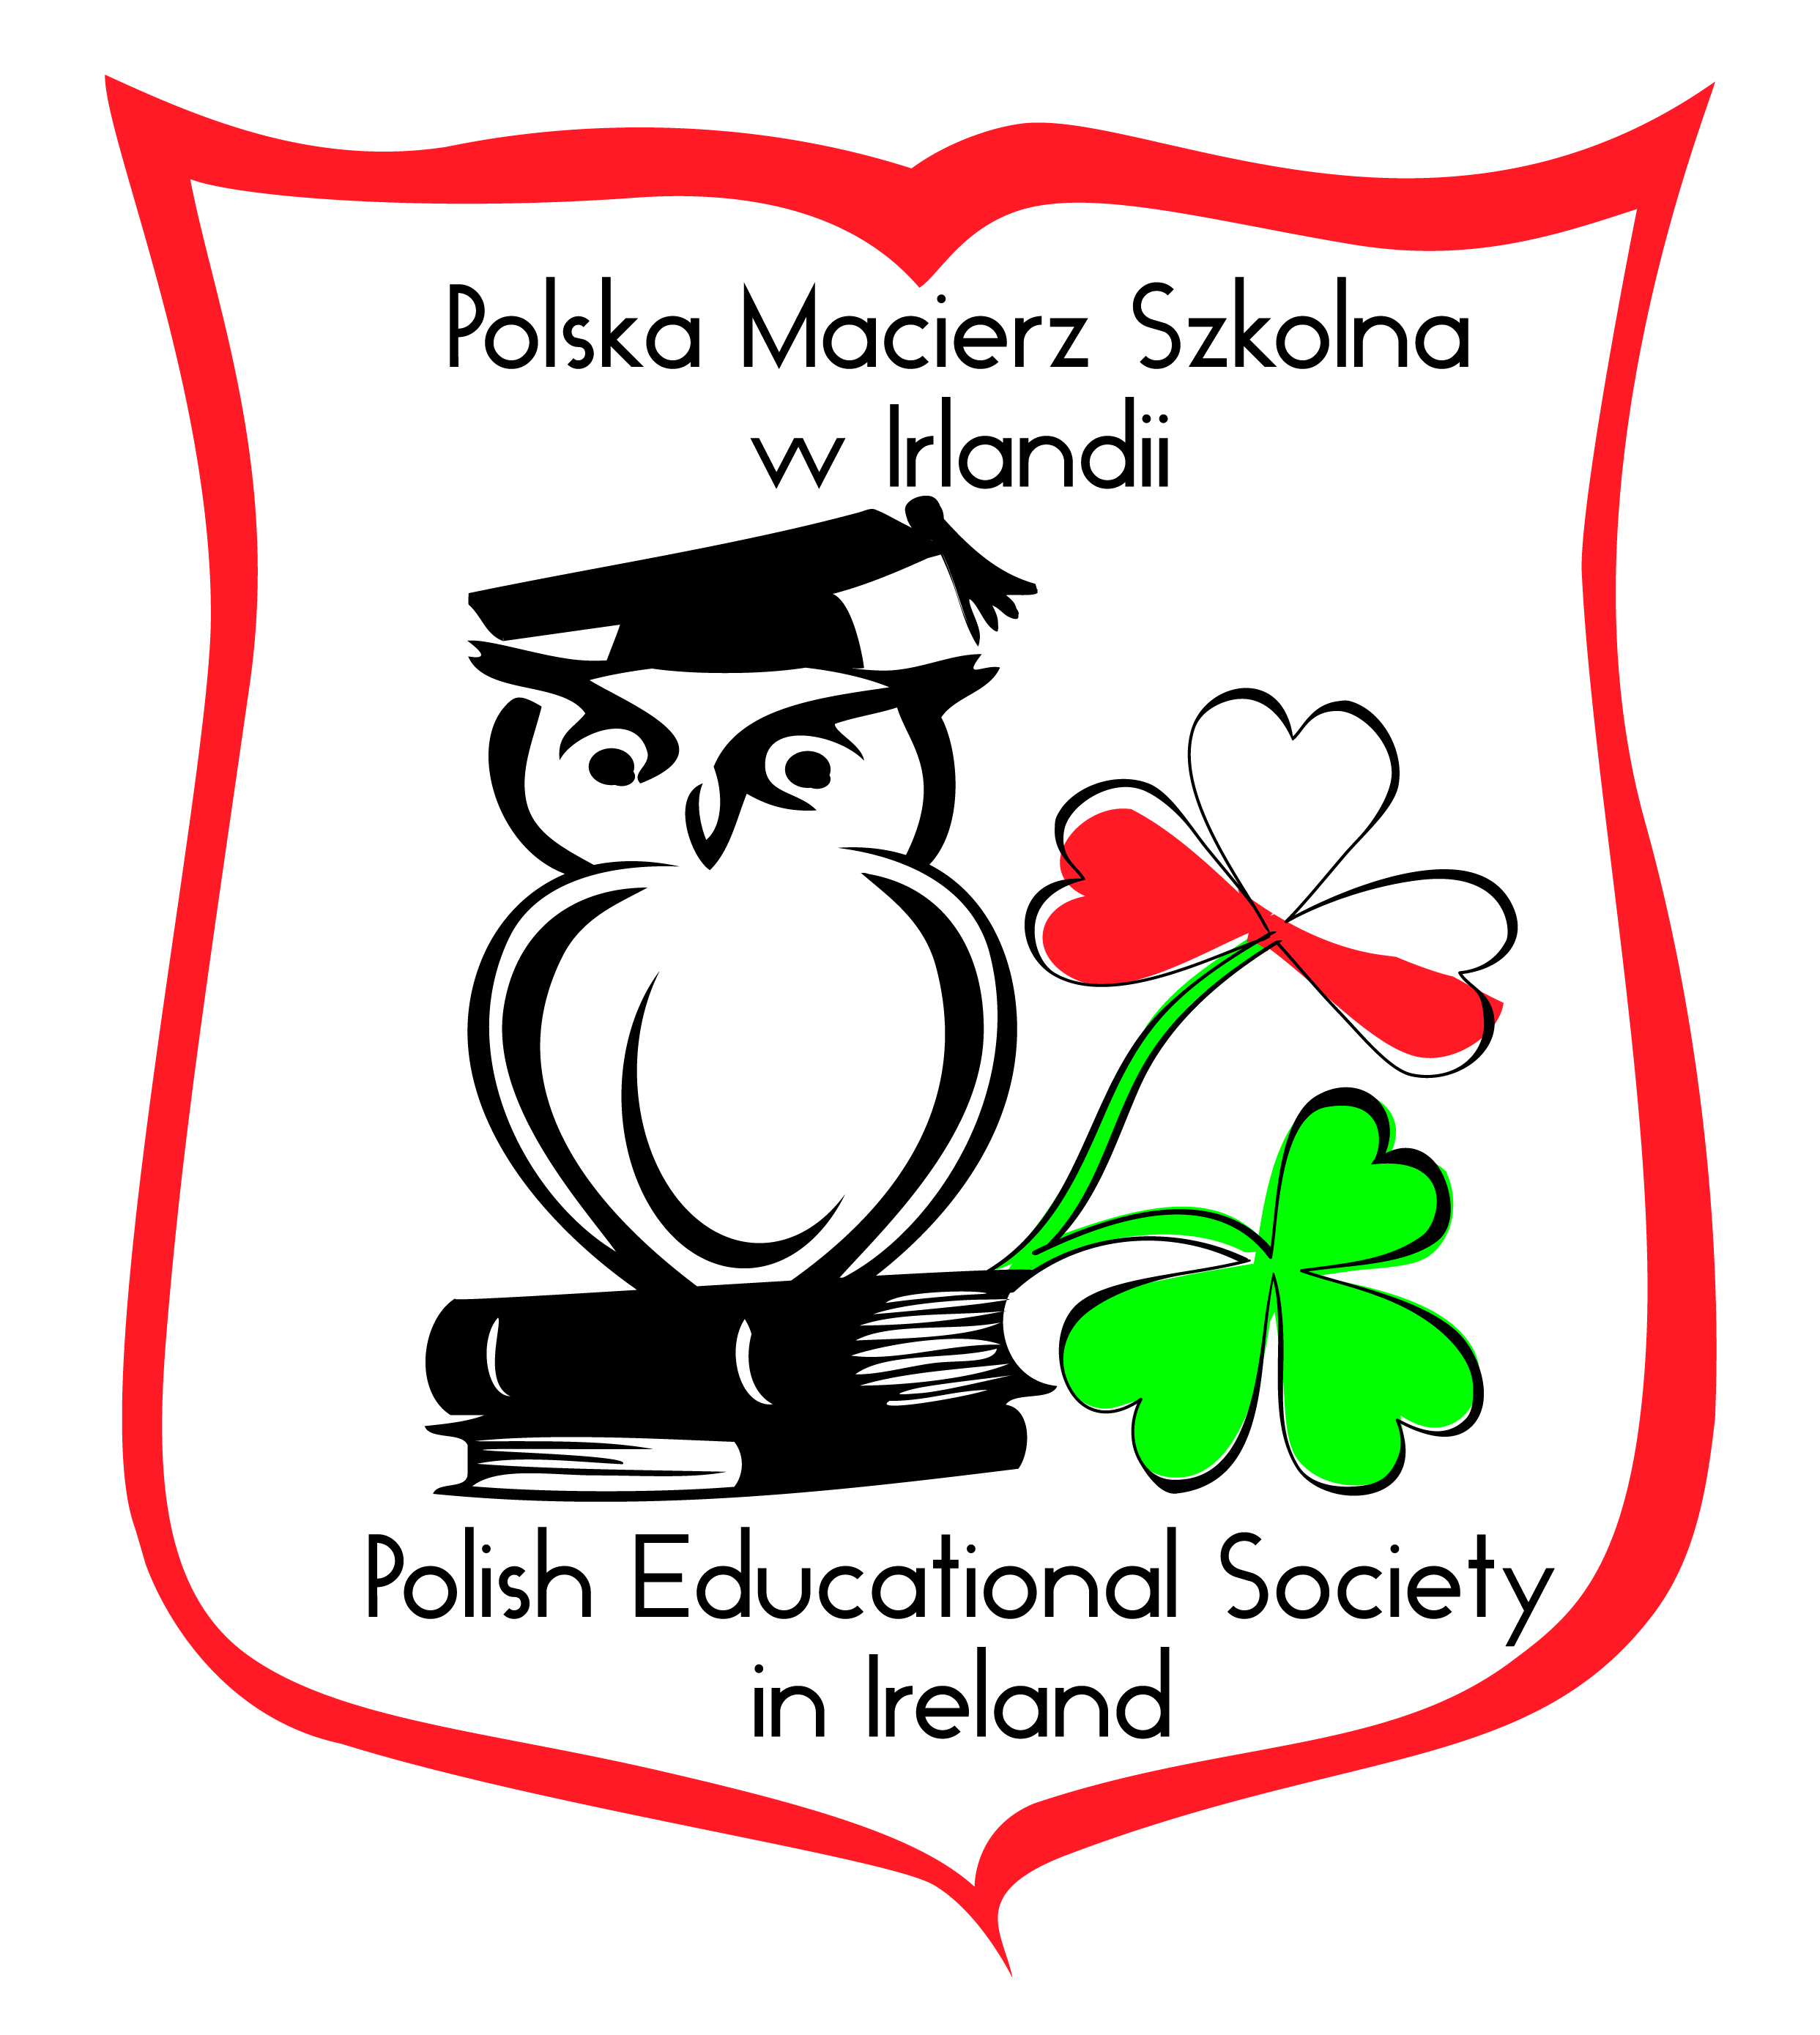 Polska Macierz Szkolna
w Irlandii
Polish Educational Society
in Ireland